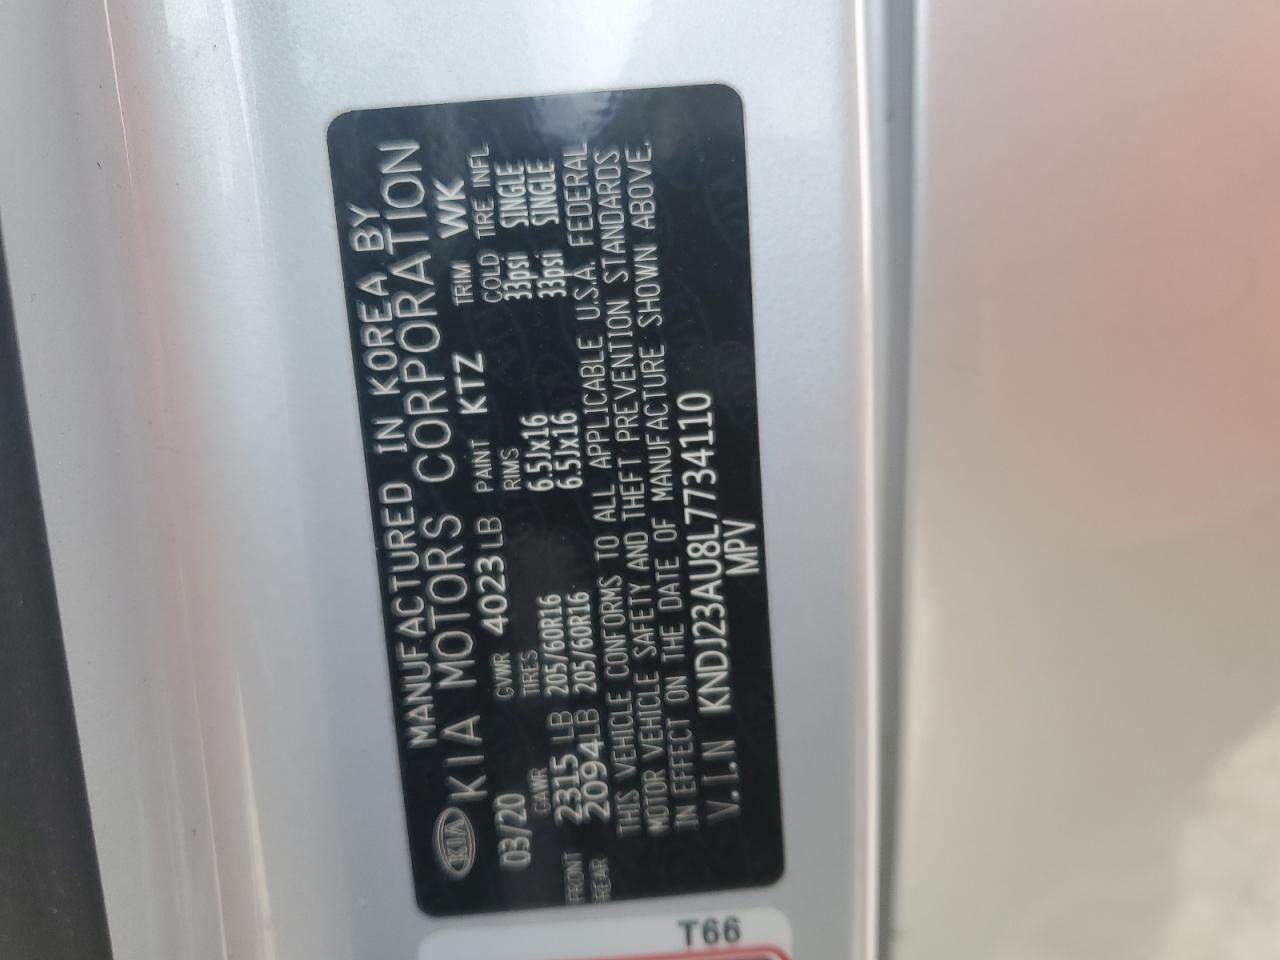 MANUFACTURED IN KOREA BY
KIA KIA MOTORS CORPORATION
03/20 GVWR 4023LB PAINT KTZ TRIM WK
GAWR TIRES RIMS COLD TIRE INFL
FRONT 2315 LB 205/60R16 6.5Jx16 33psi SINGLE
REAR 2094LB 205/60R16 6.5Jx16 33psi SINGLE
THIS VEHICLE CONFORMS TO ALL APPLICABLE U.S.A. FEDERAL
MOTOR VEHICLE SAFETY AND THEFT PREVENTION STANDARDS
IN EFFECT ON THE DATE OF MANUFACTURE SHOWN ABOVE.
V.I.N KNDJ23AU8L7734110
MPV
T66